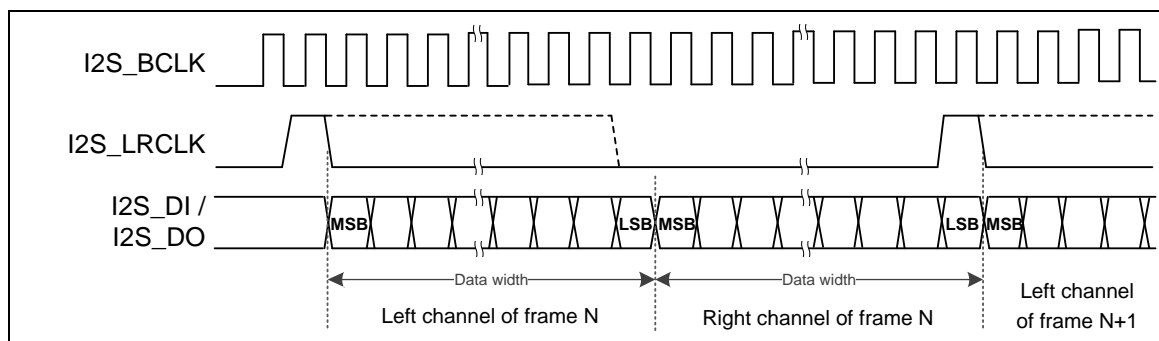 I2S_BCLK
I2S_LRCLK
I2S_DI /
I2S_DO
MSB LSB MSB LSB MSB
Data width Data width
Left channel of frame N
Right channel of frame N
Left channel
of frame N+1